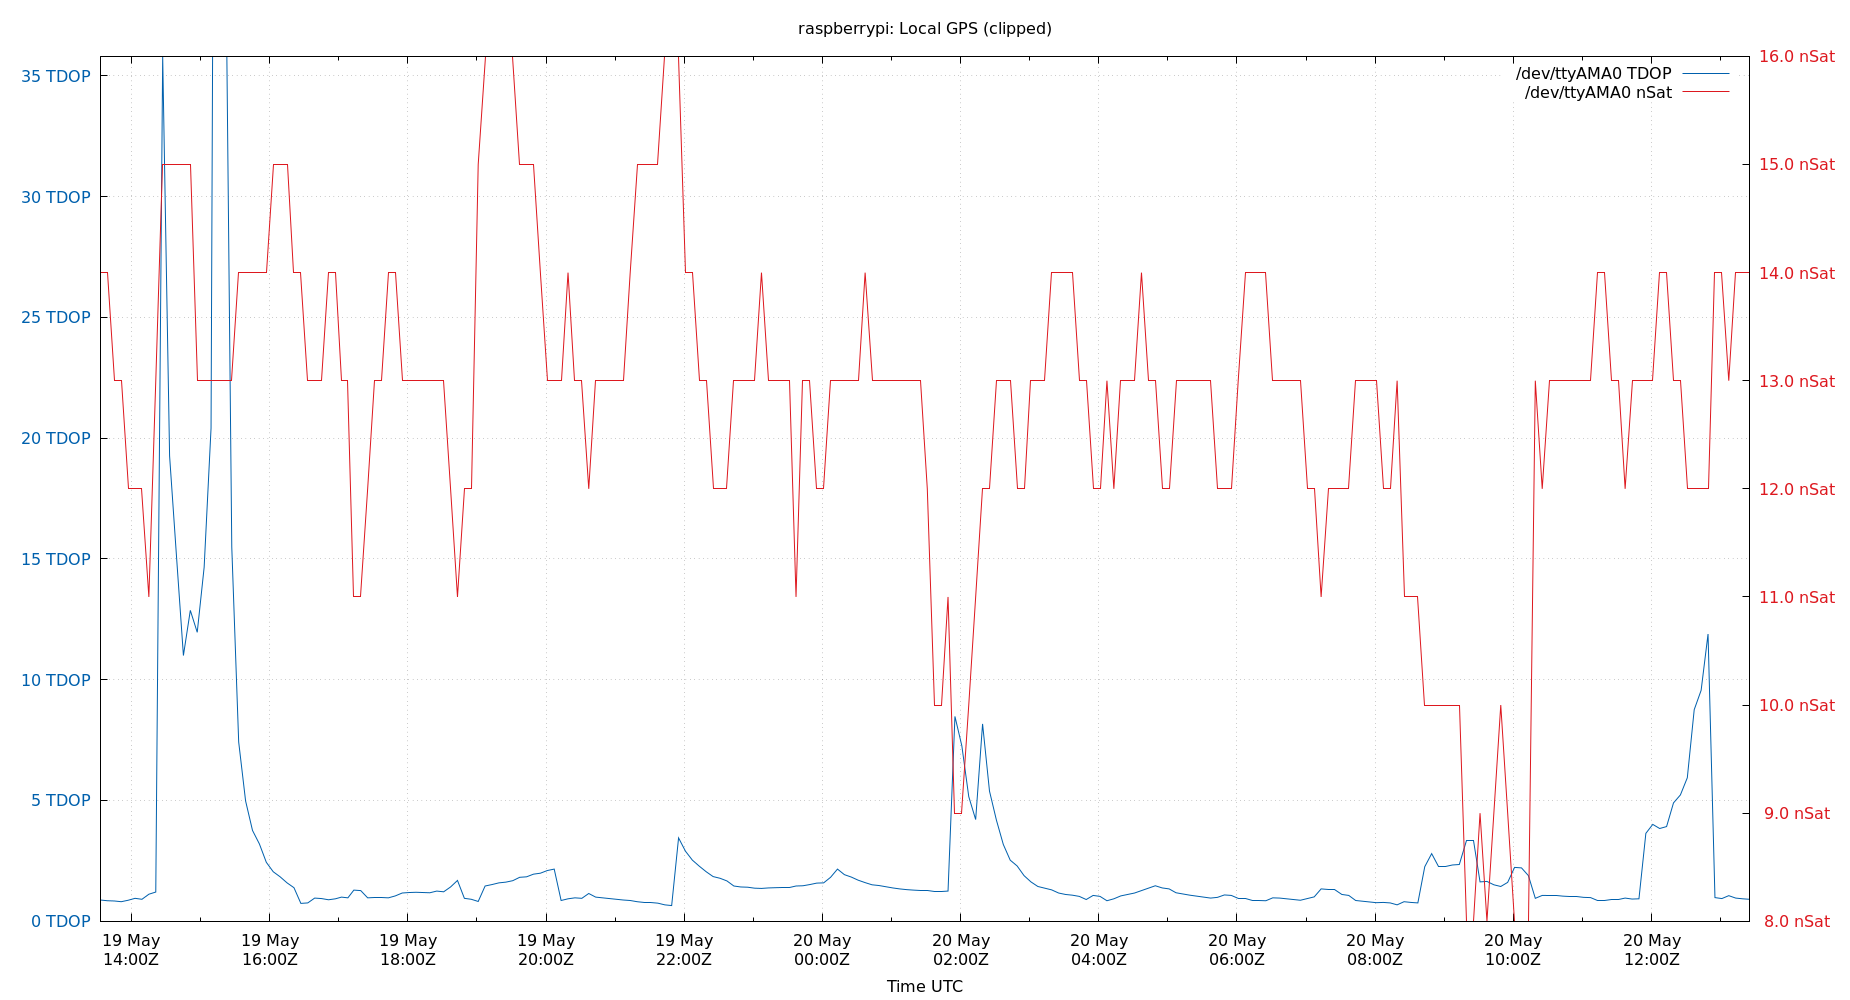 raspberrypi: Local GPS (clipped)
/dev/ttyAMA0 TDOP
/dev/ttyAMA0 nSat
35 TDOP
30 TDOP
25 TDOP
20 TDOP
15 TDOP
10 TDOP
5 TDOP
0 TDOP
16.0 nSat
15.0 nSat
14.0 nSat
13.0 nSat
12.0 nSat
11.0 nSat
10.0 nSat
9.0 nSat
8.0 nSat
19 May
14:00Z
19 May
16:00Z
19 May
18:00Z
19 May
20:00Z
19 May
22:00Z
20 May
00:00Z
20 May
02:00Z
20 May
04:00Z
20 May
06:00Z
20 May
08:00Z
20 May
10:00Z
20 May
12:00Z
Time UTC